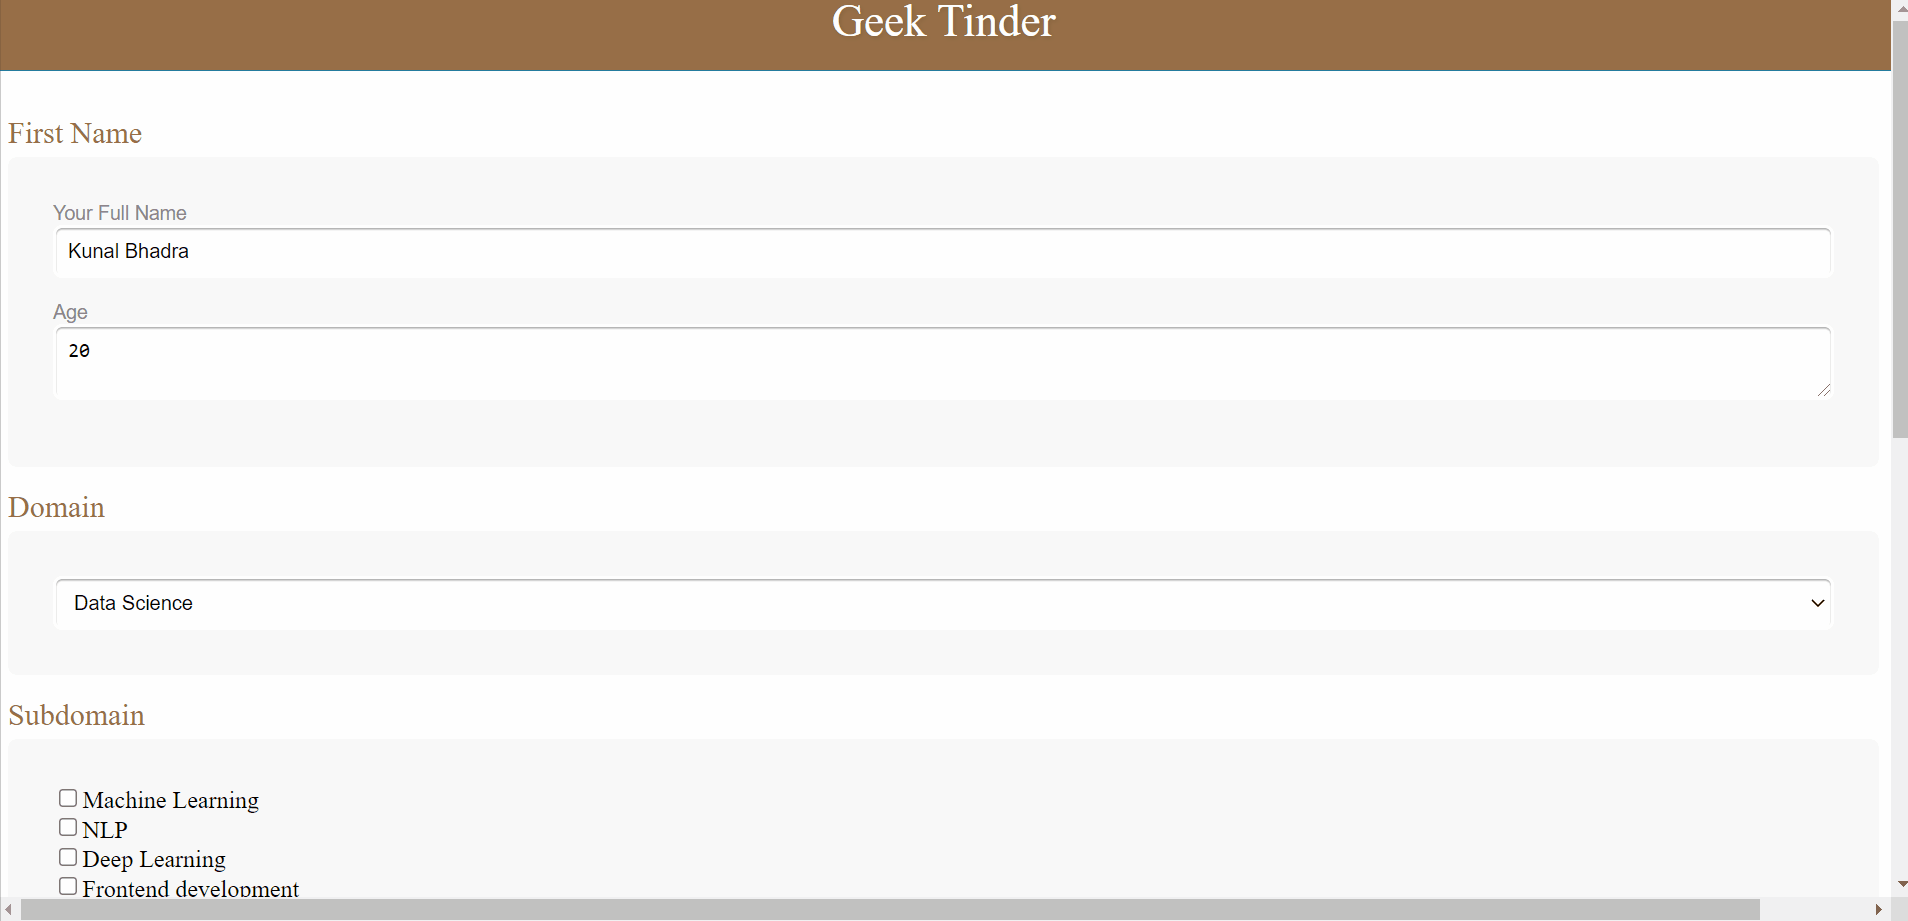 Geek Tinder
First Name
Your Full Name
Kunal Bhadra
Age
20
Domain
Data Science
Subdomain
Machine Learning
NLP
Deep Learning
Frontend development